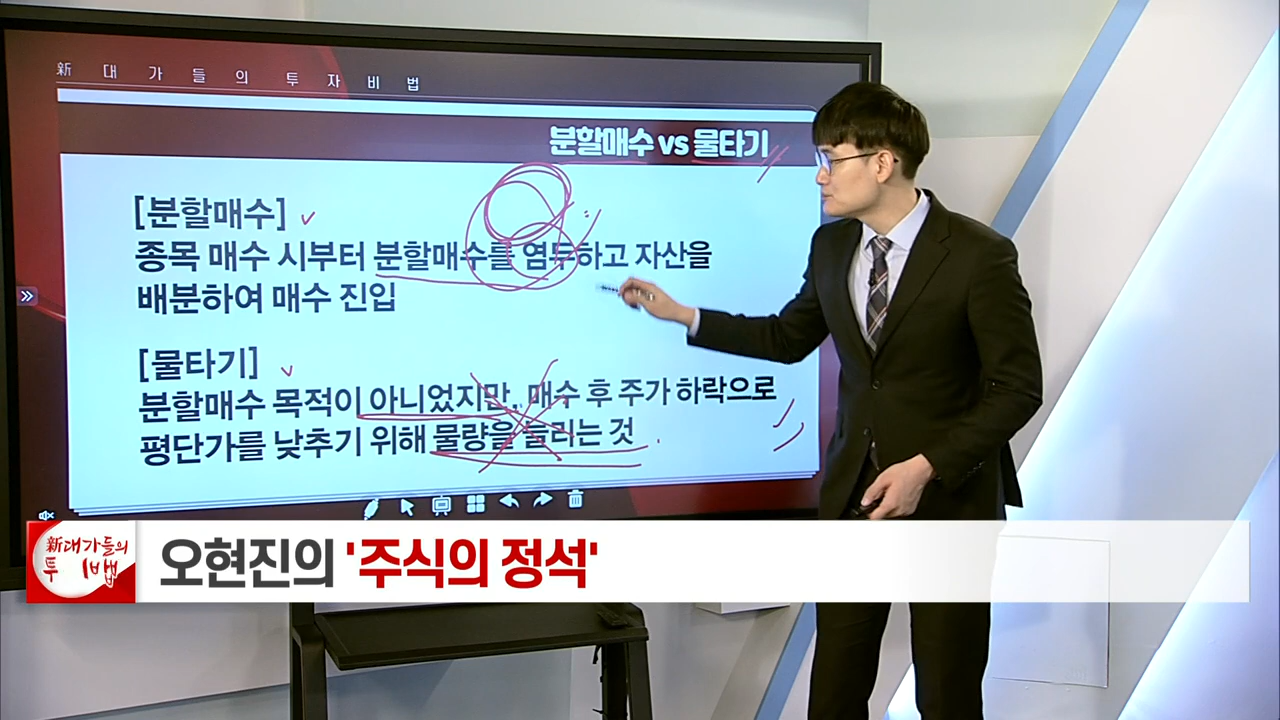 新 대 가 들 의 투 자 비 법
분할매수 vs 물타기
[분할매수]
종목 매수 시부터 분할매수를 염두하고 자산을
배분하여 매수 진입
[물타기]
분할매수 목적이 아니었지만, 매수 후 주가 하락으로
평단가를 낮추기 위해 물량을 늘리는 것
新대가들의
투
오현진의 '주식의 정석'